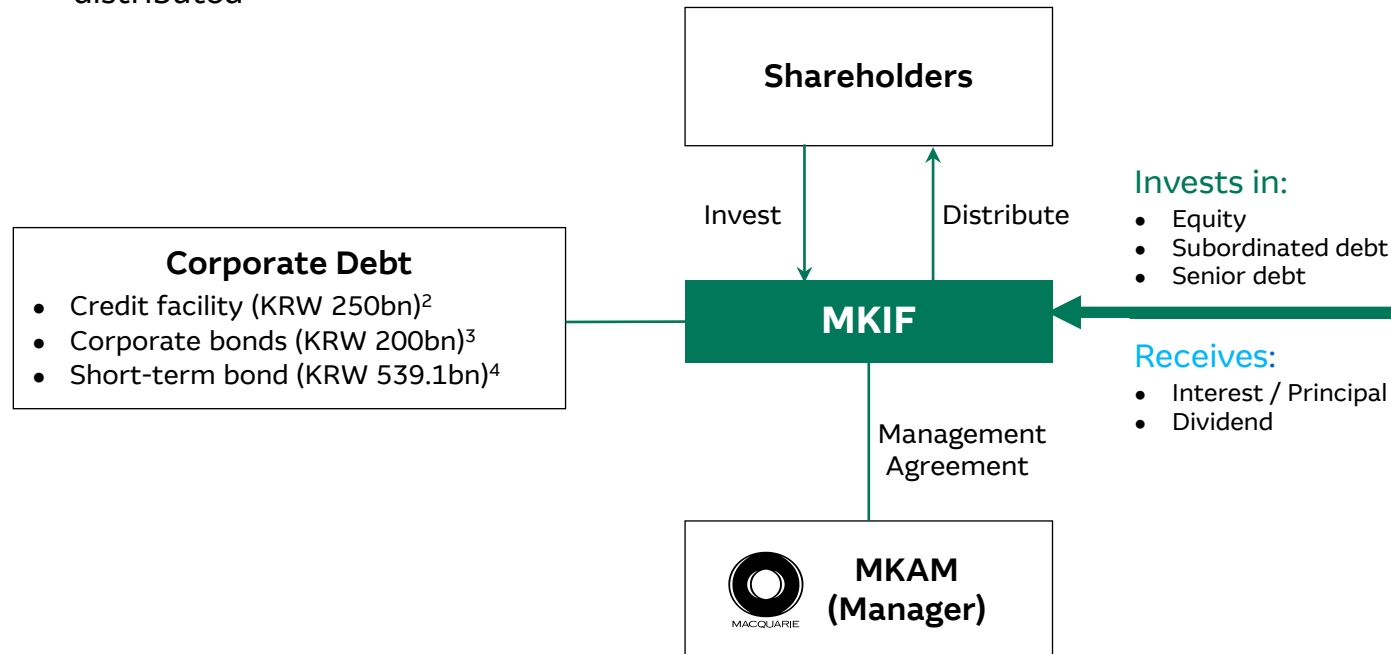 distributed
Shareholders
Invest
Distribute
Invests in:
• Equity
• Subordinated debt
• Senior debt
Corporate Debt
• Credit facility (KRW 250bn)²
• Corporate bonds (KRW 200bn)³
• Short-term bond (KRW 539.1bn)⁴
MKIF
Receives:
• Interest / Principal
• Dividend
Management
Agreement
MACQUARIE
MKAM
(Manager)